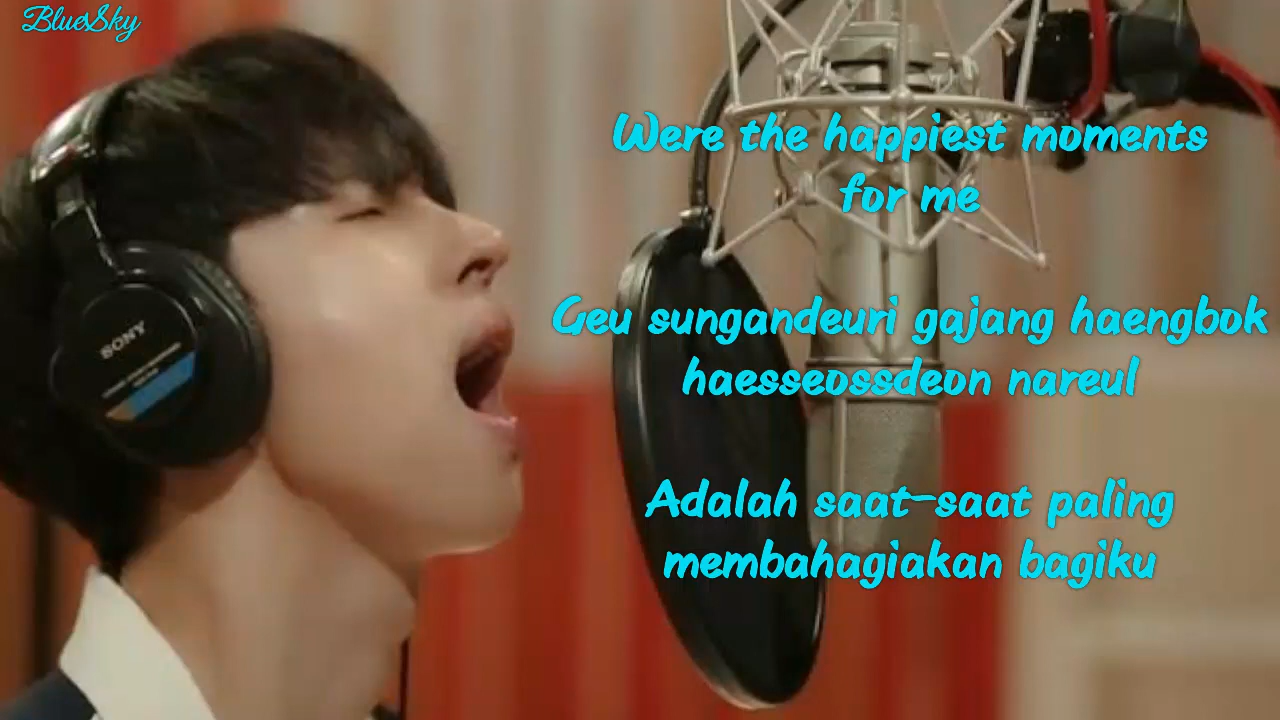 BlueSky
Were the happiest moments
for me
Geu sungandeuri gajang haengbok
haesseossdeon nareul
Adalah saat-saat paling
membahagiakan bagiku
SONY